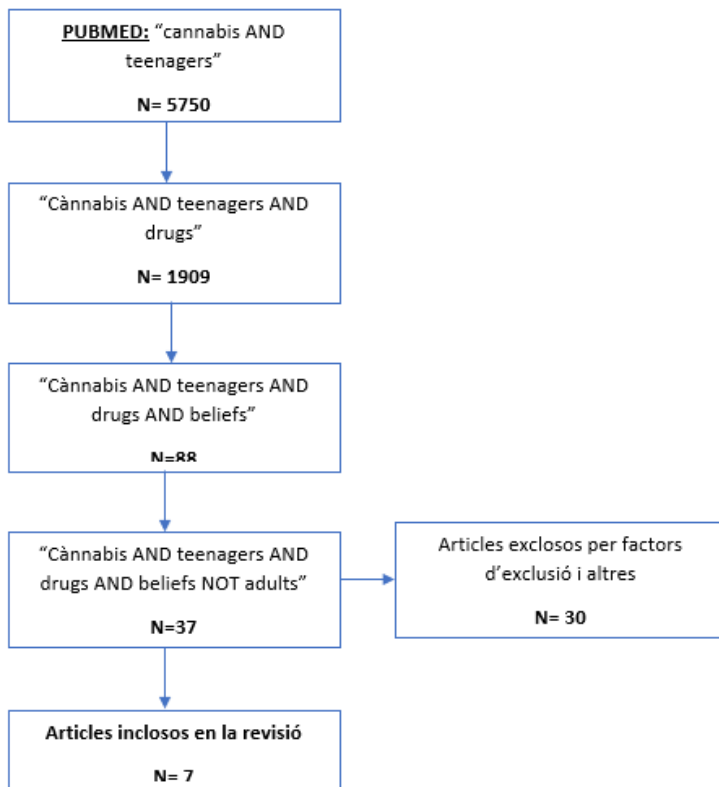 PUBMED: “cannabis AND
teenagers”
N= 5750
“Cànnabis AND teenagers AND
drugs”
N= 1909
“Cànnabis AND teenagers AND
drugs AND beliefs”
N=88
“Cànnabis AND teenagers AND
drugs AND beliefs NOT adults”
N=37
Articles exclosos per factors
d’exclusió i altres
N= 30
Articles inclosos en la revisió
N= 7